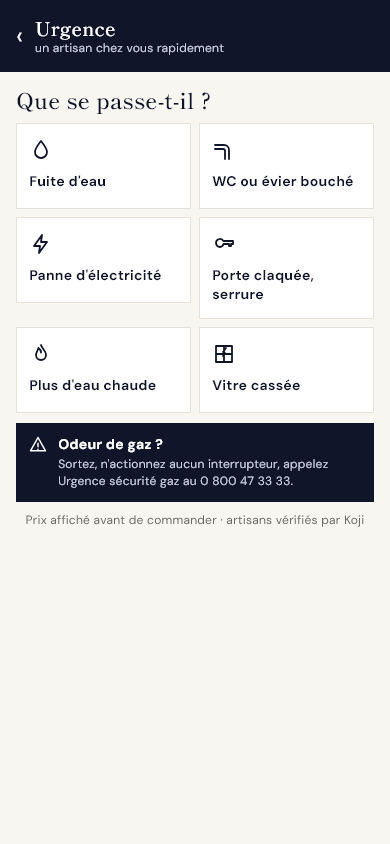 Urgence
un artisan chez vous rapidement
Que se passe-t-il ?
Fuite d'eau
WC ou évier bouché
Panne d'électricité
Porte claquée,
serrure
Plus d'eau chaude
Vitre cassée
Odeur de gaz ?
Sortez, n'actionnez aucun interrupteur, appelez
Urgence sécurité gaz au 0 800 47 33 33.
Prix affiché avant de commander · artisans vérifiés par Koji